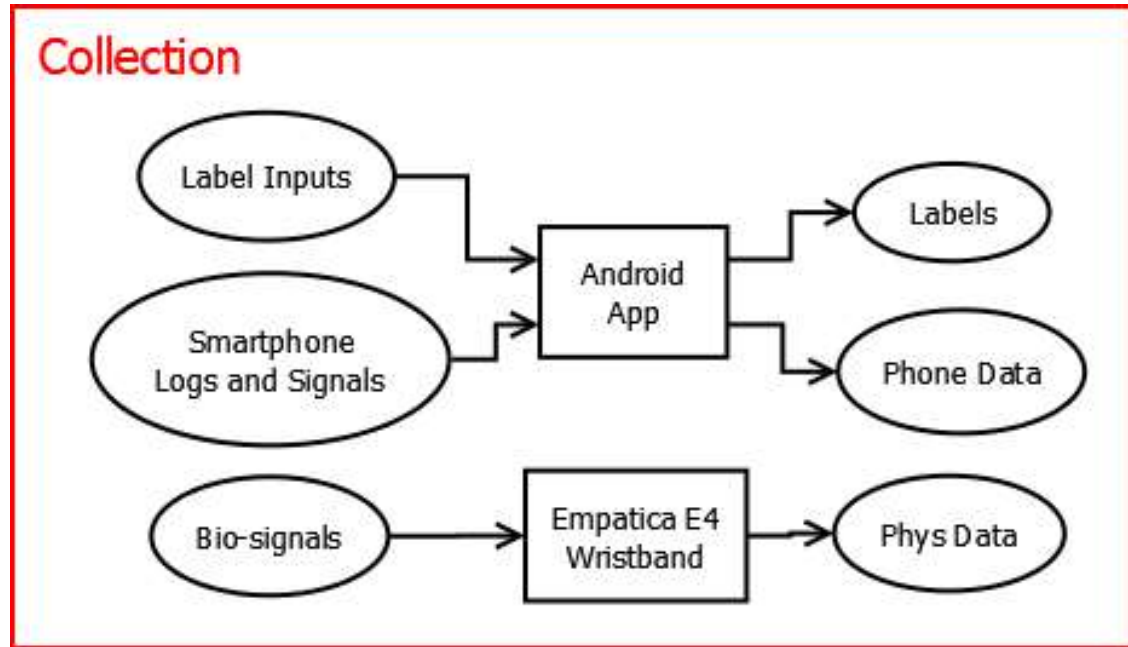 Collection
Label Inputs
Smartphone
Logs and Signals
Bio-signals
Android
App
Empatica E4
Wristband
Labels
Phone Data
Phys Data